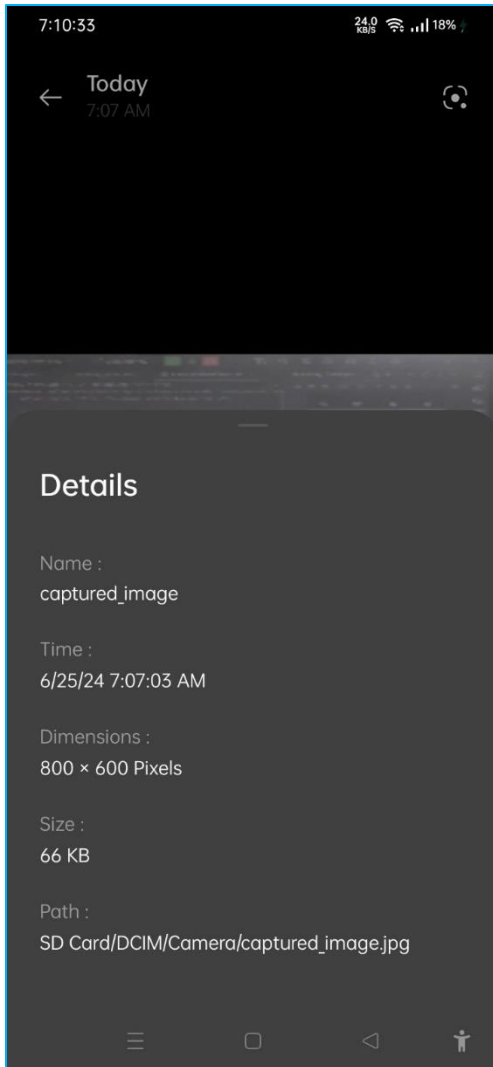 7:10:33 24.0 KB/S 18%
Today
7:07 AM
Details
Name :
captured_image
Time :
6/25/24 7:07:03 AM
Dimensions :
800 × 600 Pixels
Size :
66 KB
Path :
SD Card/DCIM/Camera/captured_image.jpg